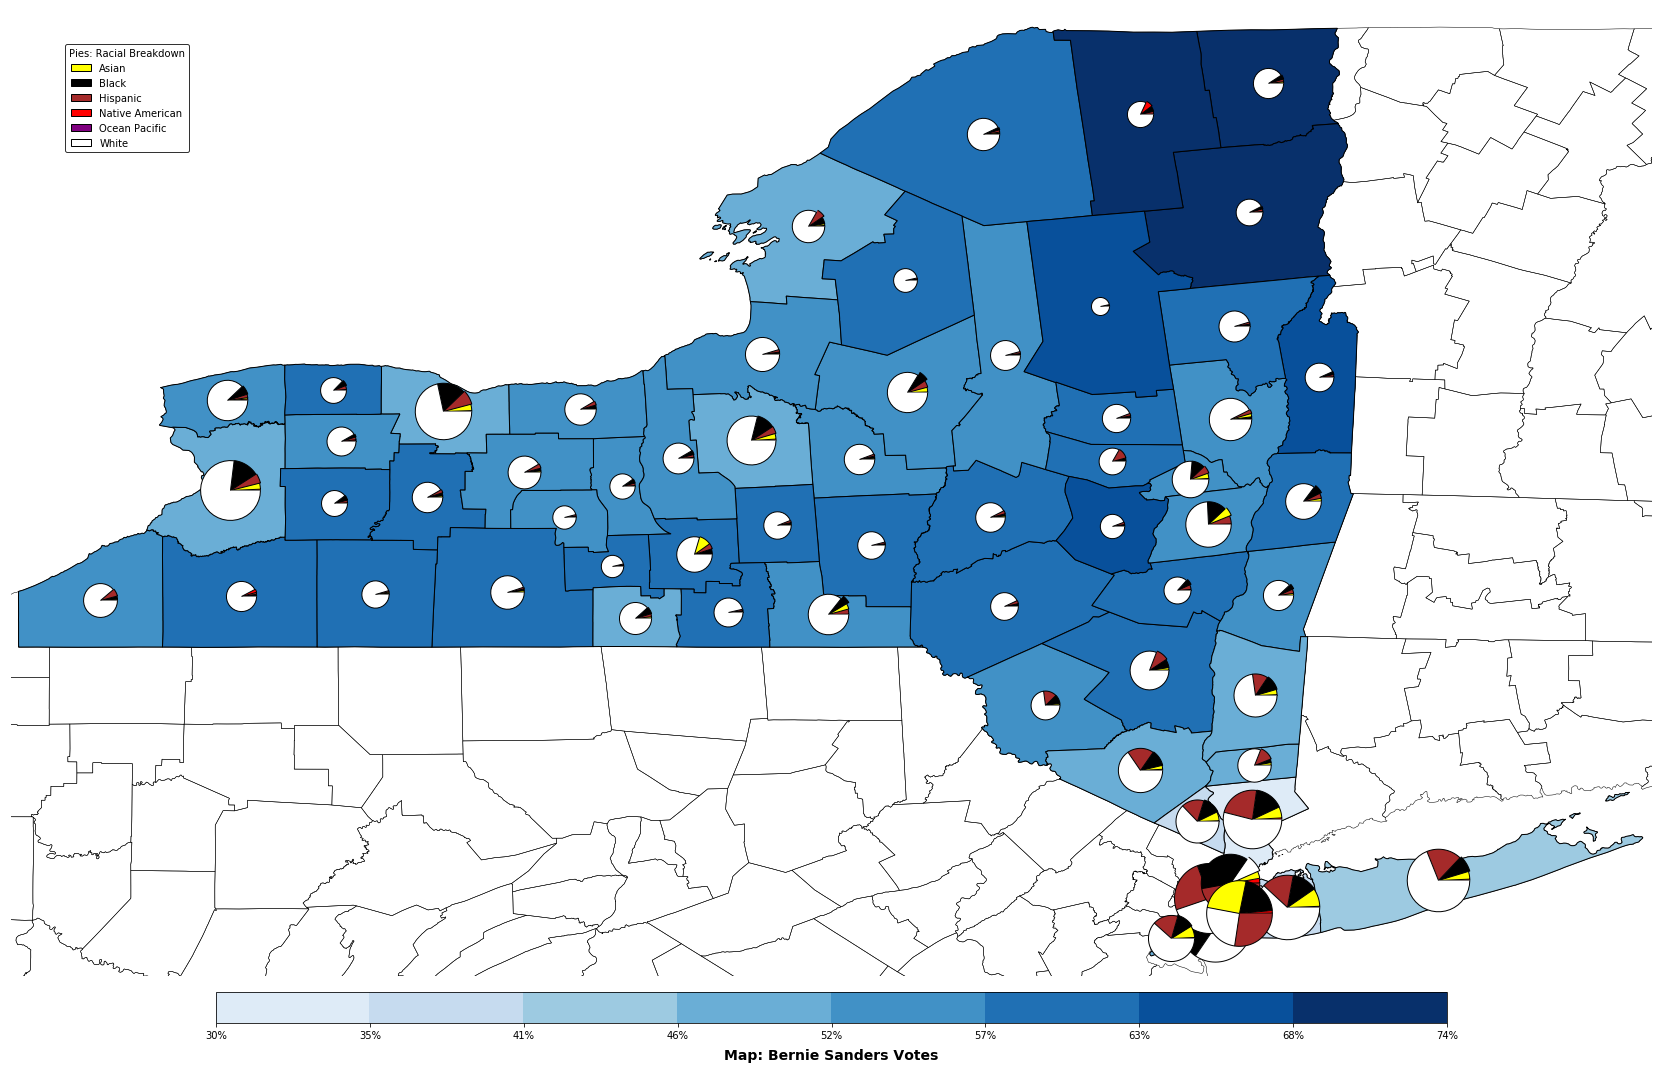 Pies: Racial Breakdown
Asian
Black
Hispanic
Native American
Ocean Pacific
White
30% 35% 41% 46% 52% 57% 63% 68% 74%
Map: Bernie Sanders Votes